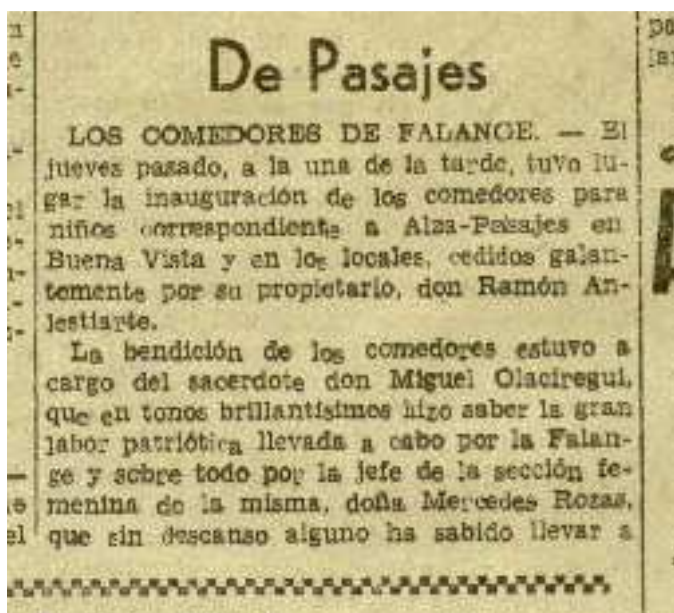 De Pasajes
LOS COMEDORES DE FALANGE. — El
jueves pasado, a la una de la tarde, tuvo lu-
gar la inauguración de los comedores para
niños correspondiente a Alza-Pasajes en
Buena Vista y en los locales, cedidos galan-
temente por su propietario, don Ramón An-
lestiarte.
La bendición de los comedores estuvo a
cargo del sacerdote don Miguel Olaciregui,
que en tonos brillantísimos hizo saber la gran
labor patriótica llevada a cabo por la Falan-
ge y sobre todo por la jefe de la sección fe-
menina de la misma, doña Mercedes Rozas,
que sin descanso alguno ha sabido llevar a